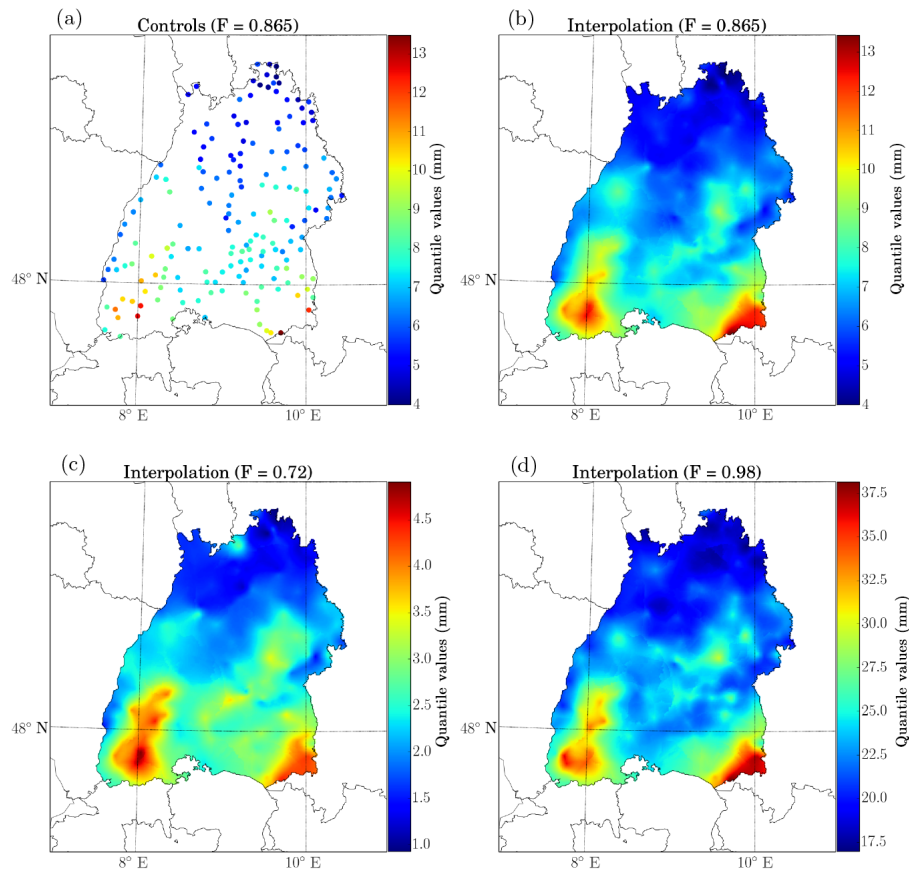 (a)
Controls (F = 0.865)
13
12
11
10
9
8
7
6
5
4
Quantile values (mm)
48° N
8° E
10° E
(b)
Interpolation (F = 0.865)
13
12
11
10
9
8
7
6
5
4
Quantile values (mm)
8° E
10° E
(c)
Interpolation (F = 0.72)
4.5
4.0
3.5
3.0
2.5
2.0
1.5
1.0
Quantile values (mm)
48° N
8° E
10° E
(d)
Interpolation (F = 0.98)
37.5
35.0
32.5
30.0
27.5
25.0
22.5
20.0
17.5
Quantile values (mm)
48° N
8° E
10° E